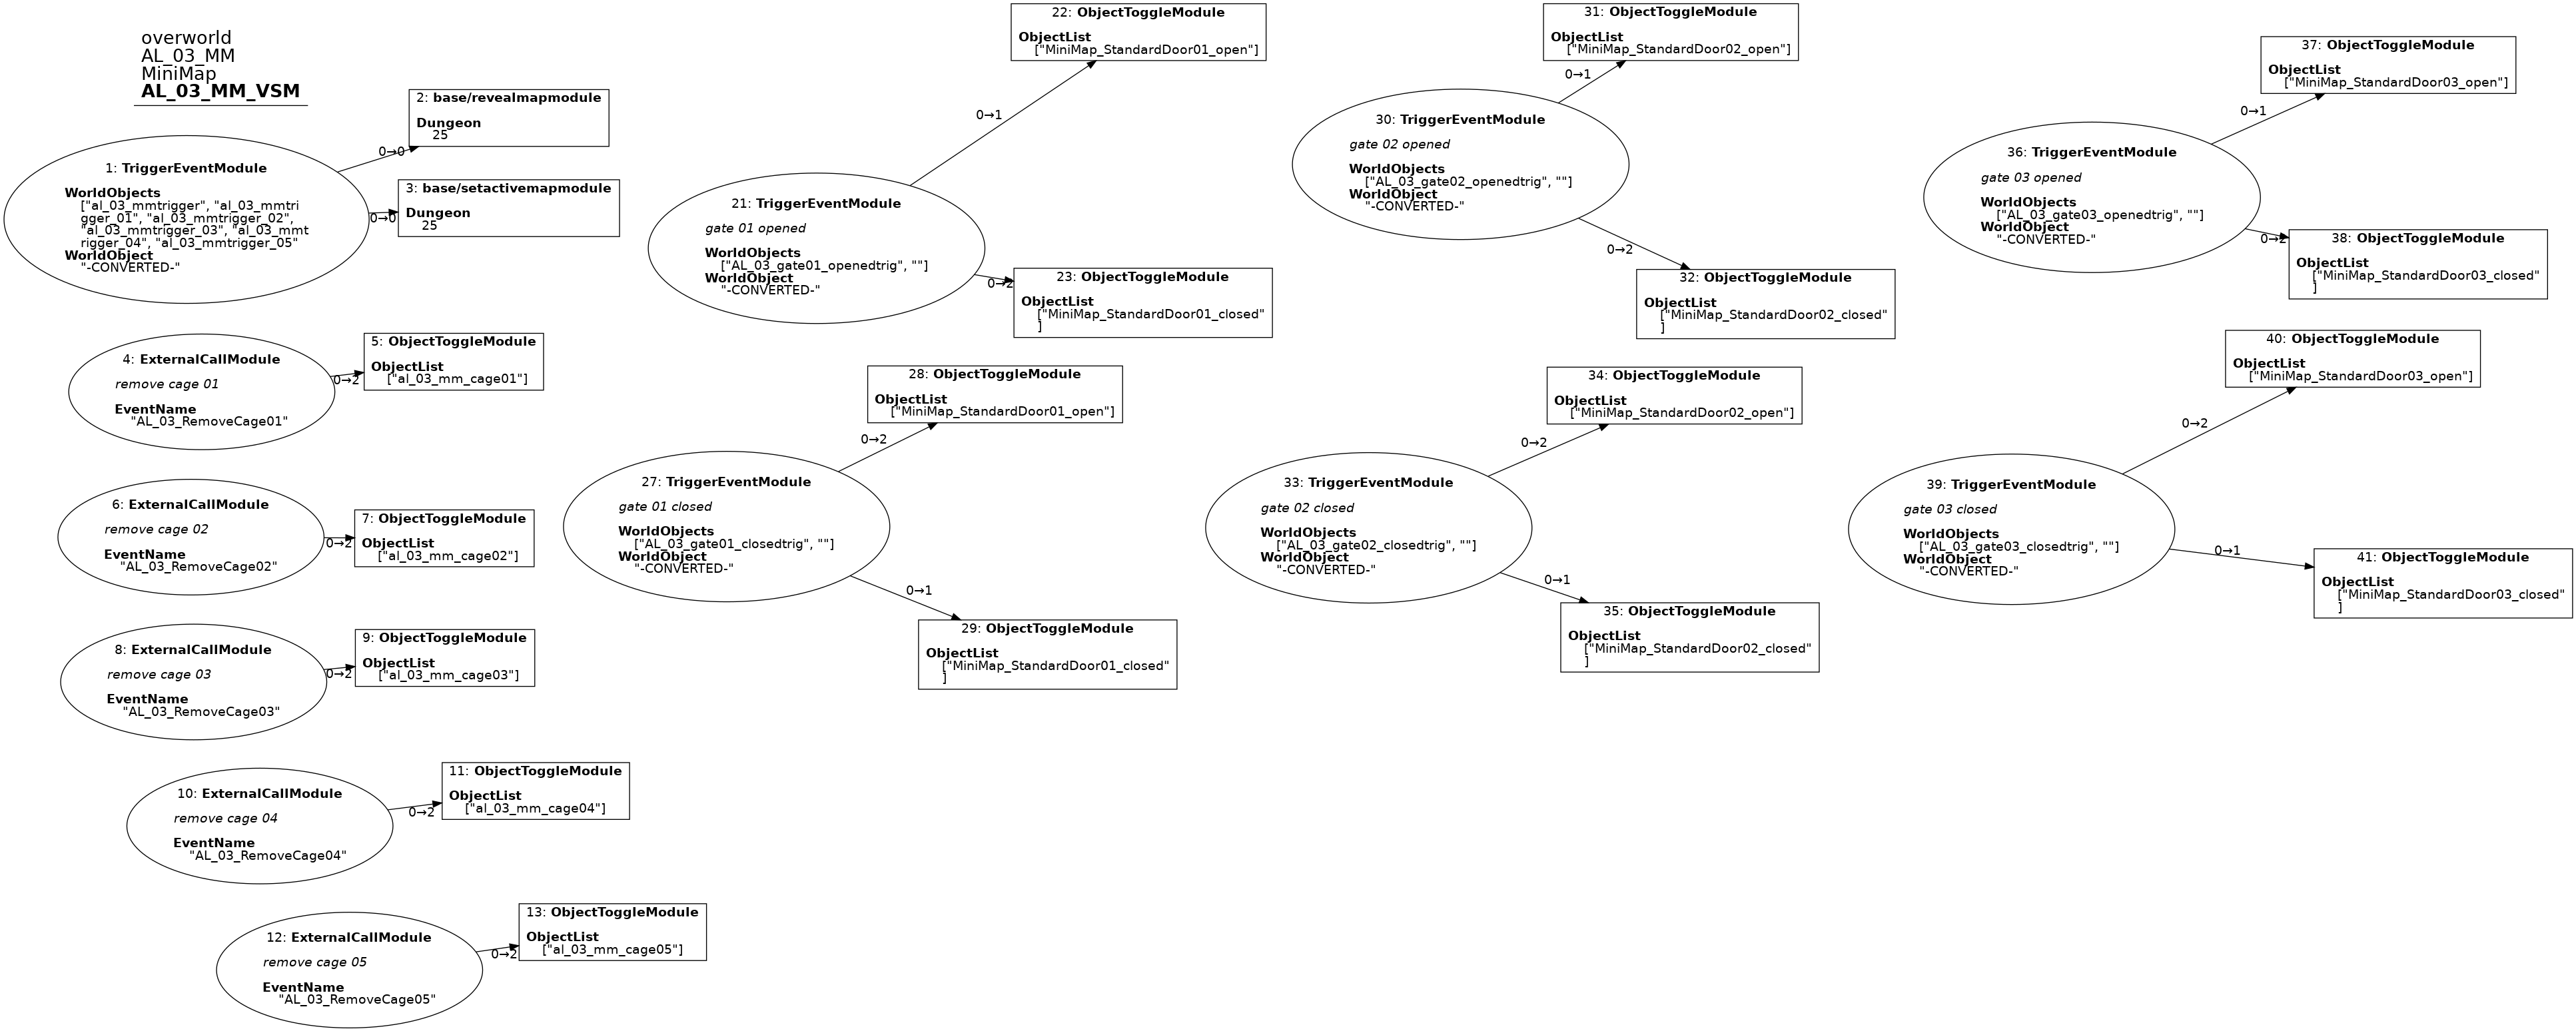 overworld
AL_03_MM
MiniMap
AL_03_MM_VSM
1: TriggerEventModule
WorldObjects
["al_03_mmtrigger", "al_03_mmtri
gger_01", "al_03_mmtrigger_02",
"al_03_mmtrigger_03", "al_03_mmt
rigger_04", "al_03_mmtrigger_05"
WorldObject
"-CONVERTED-"
0→0
2: base/revealmapmodule
Dungeon
25
0→0
3: base/setactivemapmodule
Dungeon
25
4: ExternalCallModule
remove cage 01
EventName
"AL_03_RemoveCage01"
0→2
5: ObjectToggleModule
ObjectList
["al_03_mm_cage01"]
6: ExternalCallModule
remove cage 02
EventName
"AL_03_RemoveCage02"
0→2
7: ObjectToggleModule
ObjectList
["al_03_mm_cage02"]
8: ExternalCallModule
remove cage 03
EventName
"AL_03_RemoveCage03"
0→2
9: ObjectToggleModule
ObjectList
["al_03_mm_cage03"]
10: ExternalCallModule
remove cage 04
EventName
"AL_03_RemoveCage04"
0→2
11: ObjectToggleModule
ObjectList
["al_03_mm_cage04"]
12: ExternalCallModule
remove cage 05
EventName
"AL_03_RemoveCage05"
0→2
13: ObjectToggleModule
ObjectList
["al_03_mm_cage05"]
21: TriggerEventModule
gate 01 opened
WorldObjects
["AL_03_gate01_openedtrig", ""]
WorldObject
"-CONVERTED-"
0→1
22: ObjectToggleModule
ObjectList
["MiniMap_StandardDoor01_open"]
0→2
23: ObjectToggleModule
ObjectList
["MiniMap_StandardDoor01_closed"
]
27: TriggerEventModule
gate 01 closed
WorldObjects
["AL_03_gate01_closedtrig", ""]
WorldObject
"-CONVERTED-"
0→2
28: ObjectToggleModule
ObjectList
["MiniMap_StandardDoor01_open"]
0→1
29: ObjectToggleModule
ObjectList
["MiniMap_StandardDoor01_closed"
]
30: TriggerEventModule
gate 02 opened
WorldObjects
["AL_03_gate02_openedtrig", ""]
WorldObject
"-CONVERTED-"
0→1
31: ObjectToggleModule
ObjectList
["MiniMap_StandardDoor02_open"]
0→2
32: ObjectToggleModule
ObjectList
["MiniMap_StandardDoor02_closed"
]
33: TriggerEventModule
gate 02 closed
WorldObjects
["AL_03_gate02_closedtrig", ""]
WorldObject
"-CONVERTED-"
0→2
34: ObjectToggleModule
ObjectList
["MiniMap_StandardDoor02_open"]
0→1
35: ObjectToggleModule
ObjectList
["MiniMap_StandardDoor02_closed"
]
36: TriggerEventModule
gate 03 opened
WorldObjects
["AL_03_gate03_openedtrig", ""]
WorldObject
"-CONVERTED-"
0→1
37: ObjectToggleModule
ObjectList
["MiniMap_StandardDoor03_open"]
0→2
38: ObjectToggleModule
ObjectList
["MiniMap_StandardDoor03_closed"
]
39: TriggerEventModule
gate 03 closed
WorldObjects
["AL_03_gate03_closedtrig", ""]
WorldObject
"-CONVERTED-"
0→2
40: ObjectToggleModule
ObjectList
["MiniMap_StandardDoor03_open"]
0→1
41: ObjectToggleModule
ObjectList
["MiniMap_StandardDoor03_closed"
]